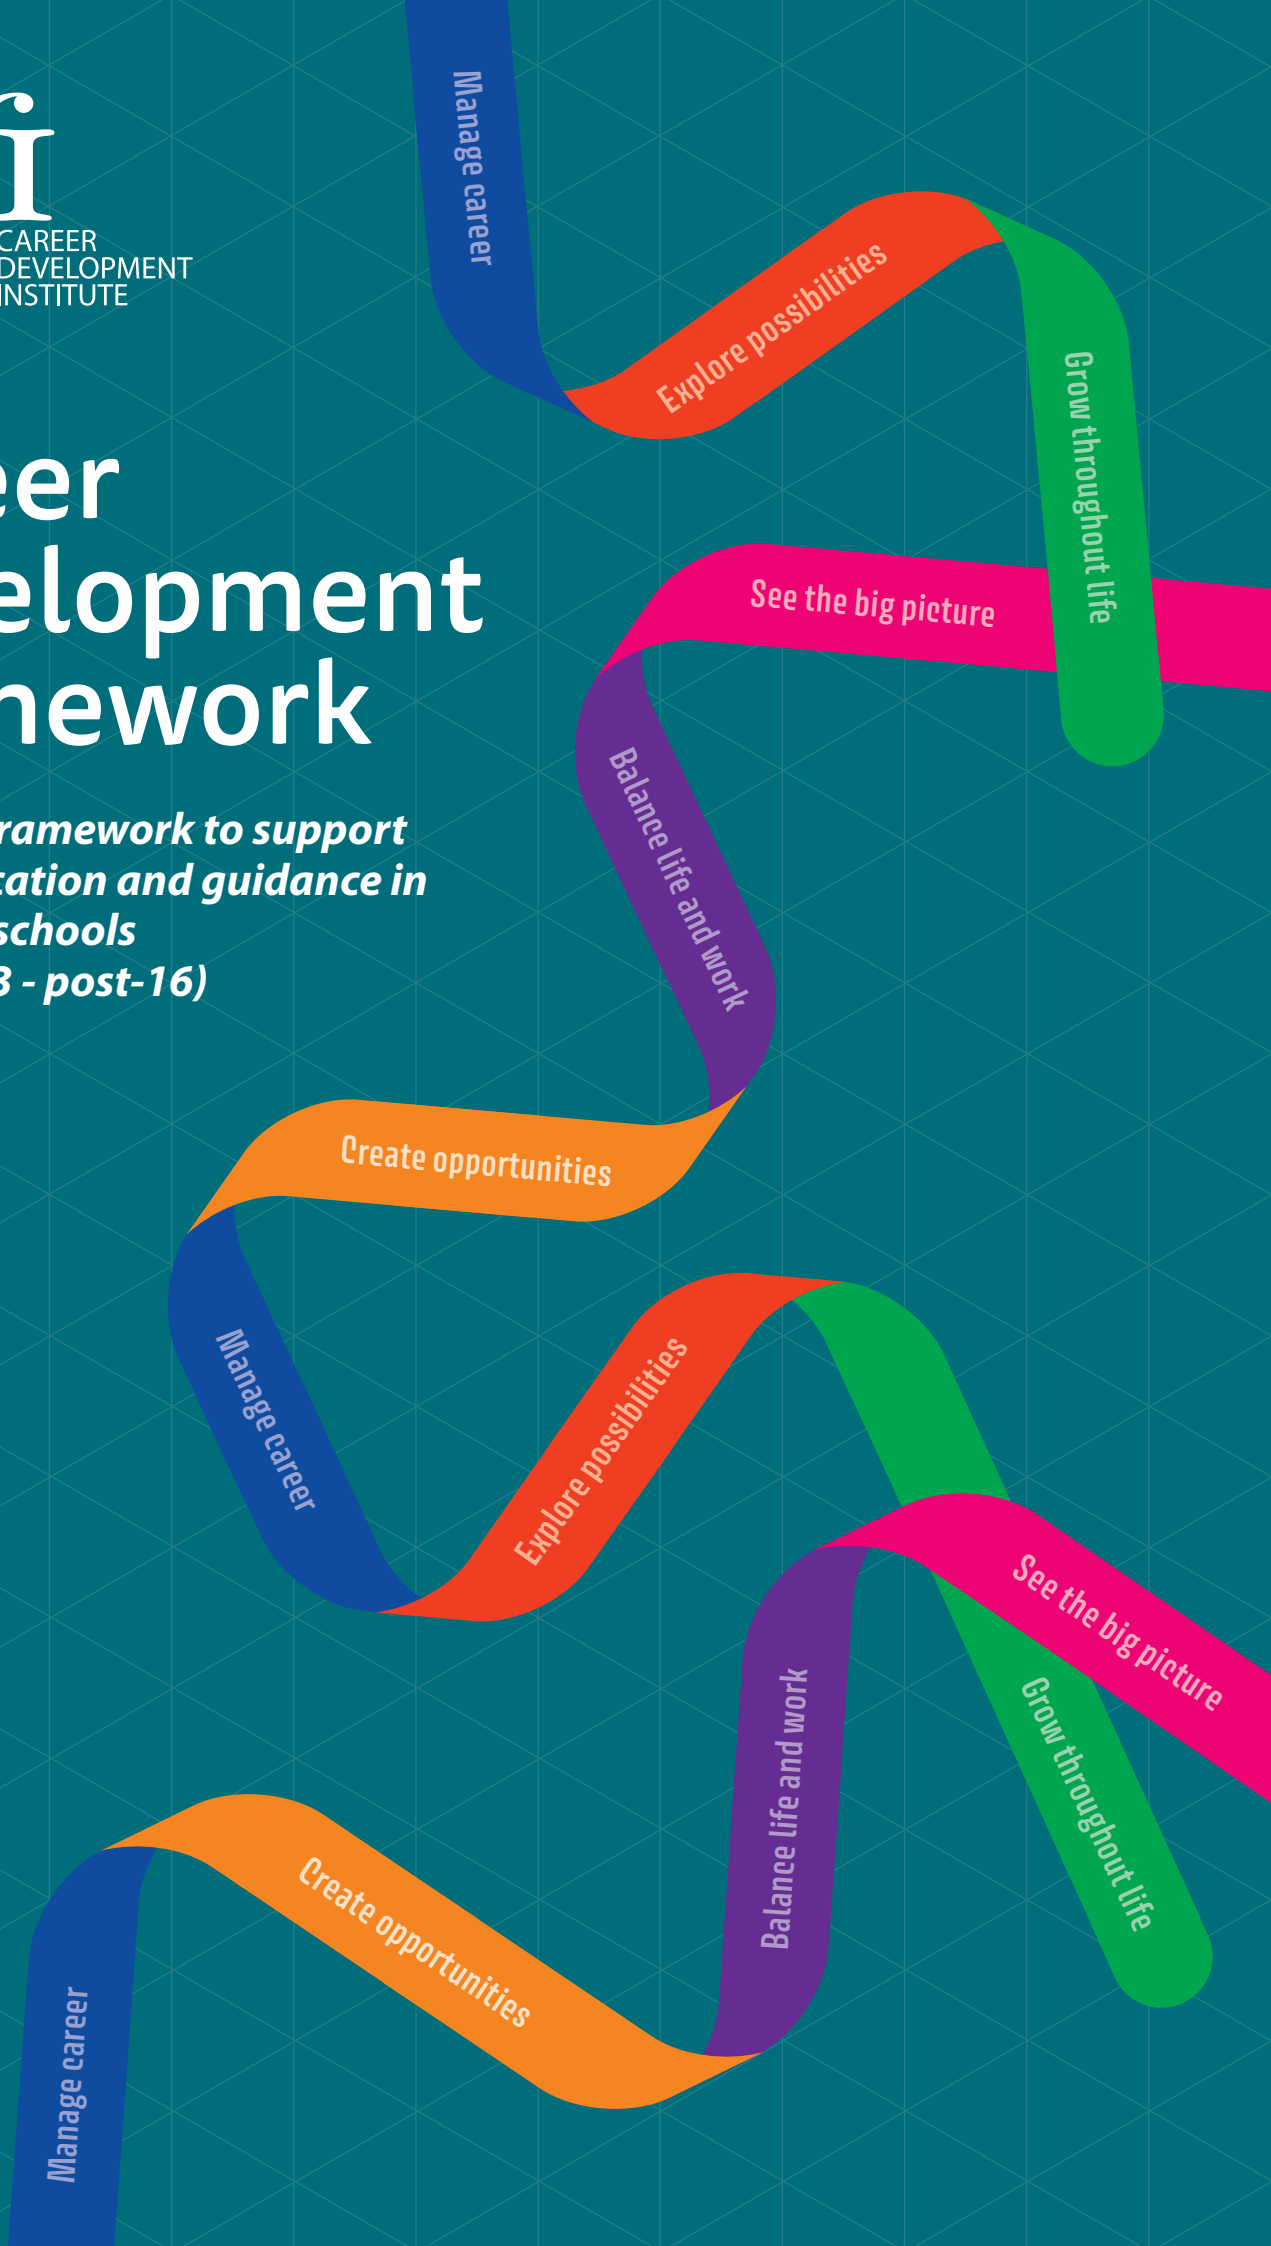 fi
CAREER
DEVELOPMENT
INSTITUTE
eer
elopment
nework
ramework to support
cation and guidance in
schools
3 - post-16)
Manage career
Explore possibilities
Grow throughout life
See the big picture
Balance life and work
Create opportunities
Manage career
Explore possibilities
Grow throughout life
See the big picture
Balance life and work
Create opportunities
Manage career